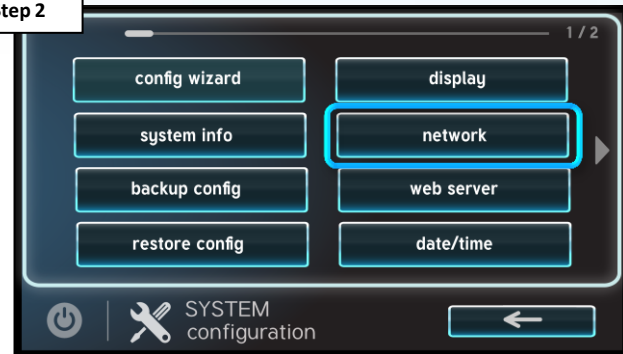 tep 2
1/2
config wizard
display
system info
network
backup config
web server
restore config
date/time
SYSTEM
configuration